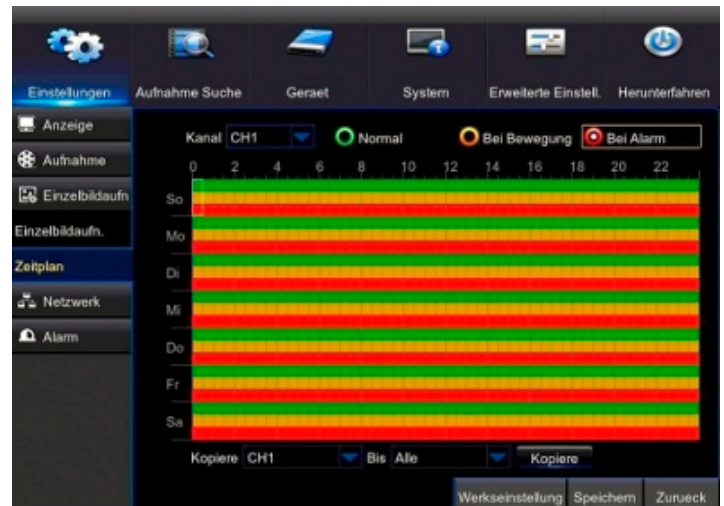 Einstellungen Aufnahme Suche Geraet System Erweiterte Einstell. Herunterfahren
Anzeige
Aufnahme
Einzelbildaufn
Einzelbildaufn.
Zeitplan
Netzwerk
Alarm
Kanal CH1 Normal Bei Bewegung Bei Alarm
0 2 4 6 8 10 12 14 16 18 20 22
So
Mo
Di
Mi
Do
Fr
Sa
Kopiere CH1 Bis Alle Kopiere
Werkseinstellung Speichern Zurueck